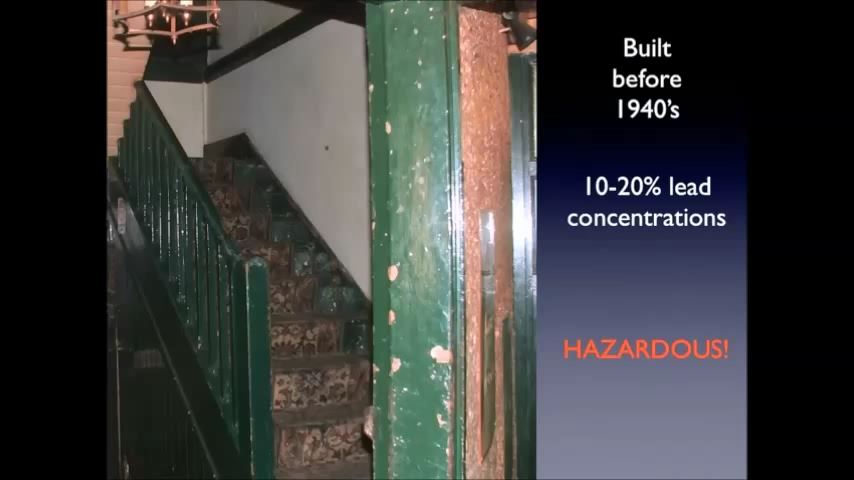 Built
before
1940's
10-20% lead
concentrations
HAZARDOUS!